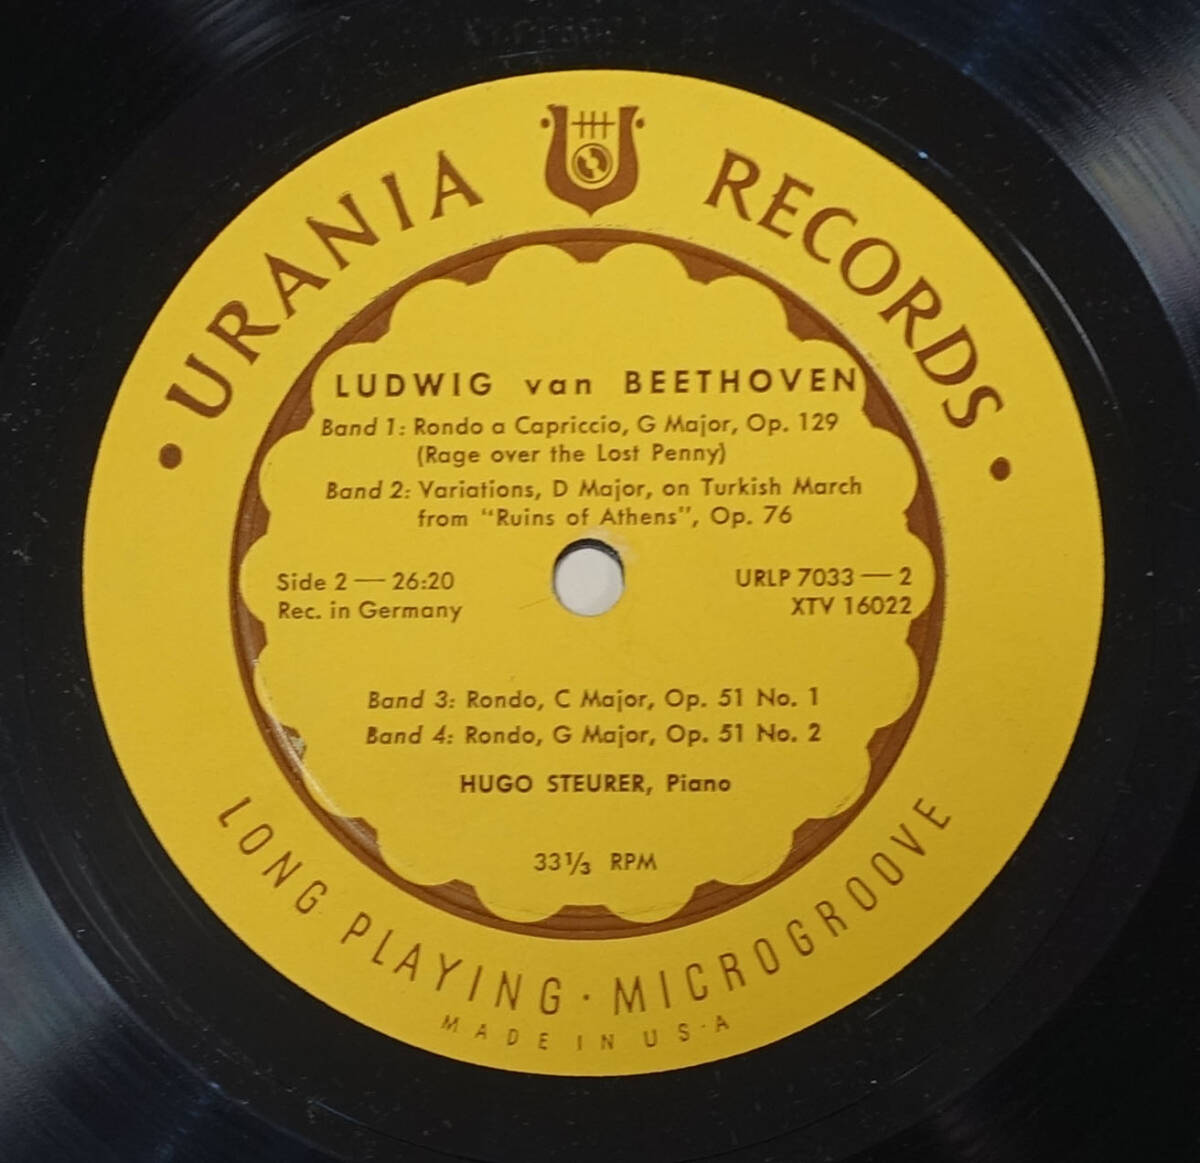 URANIA RECORDS
LUDWIG van BEETHOVEN
Band 1: Rondo a Capriccio, G Major, Op. 129
(Rage over the Lost Penny)
Band 2: Variations, D Major, on Turkish March
from "Ruins of Athens", Op. 76
Side 2 — 26:20
Rec. in Germany
URLP 7033 — 2
XTV 16022
Band 3: Rondo, C Major, Op. 51 No. 1
Band 4: Rondo, G Major, Op. 51 No. 2
HUGO STEURER, Piano
33⅓ RPM
LONG PLAYING · MICROGROOVE
MADE IN U·S·A